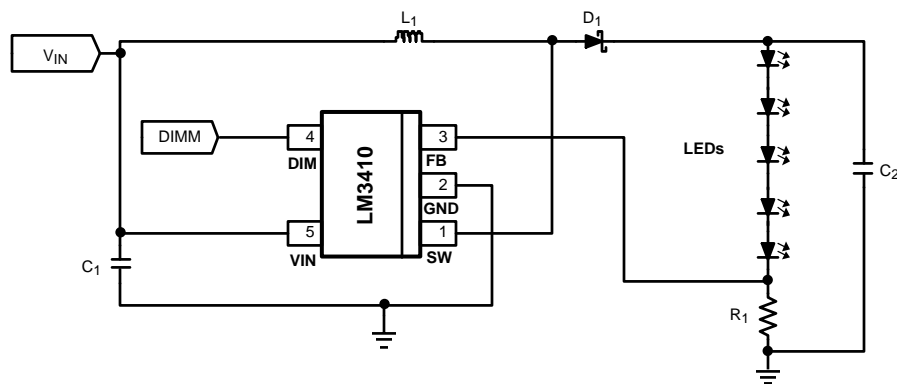 L1
D1
VIN
DIMM
4
3
DIM
FB
LEDs
LM3410
2
GND
C2
5
1
VIN
SW
C1
R1